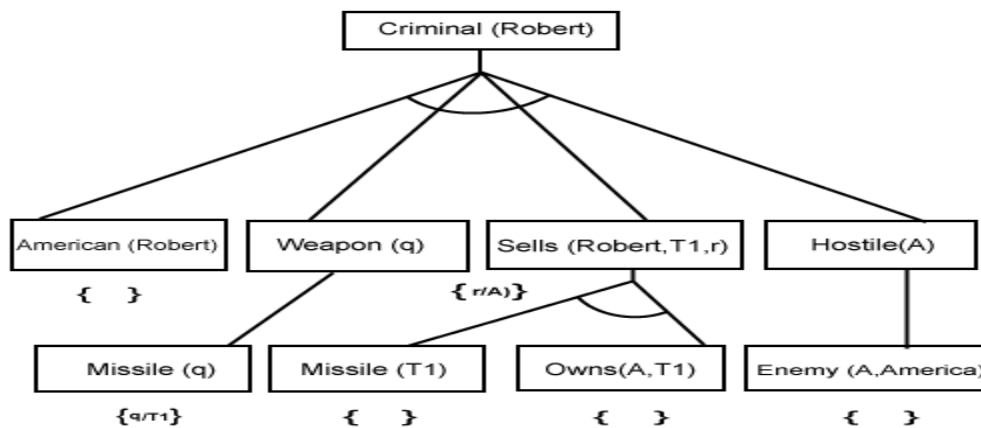 Criminal (Robert)
American (Robert)
Weapon (q)
Sells (Robert,T1,r)
Hostile(A)
{ }
{ r/A)}
Missile (q)
Missile (T1)
Owns(A,T1)
Enemy (A,America)
{q/T1}
{ }
{ }
{ }